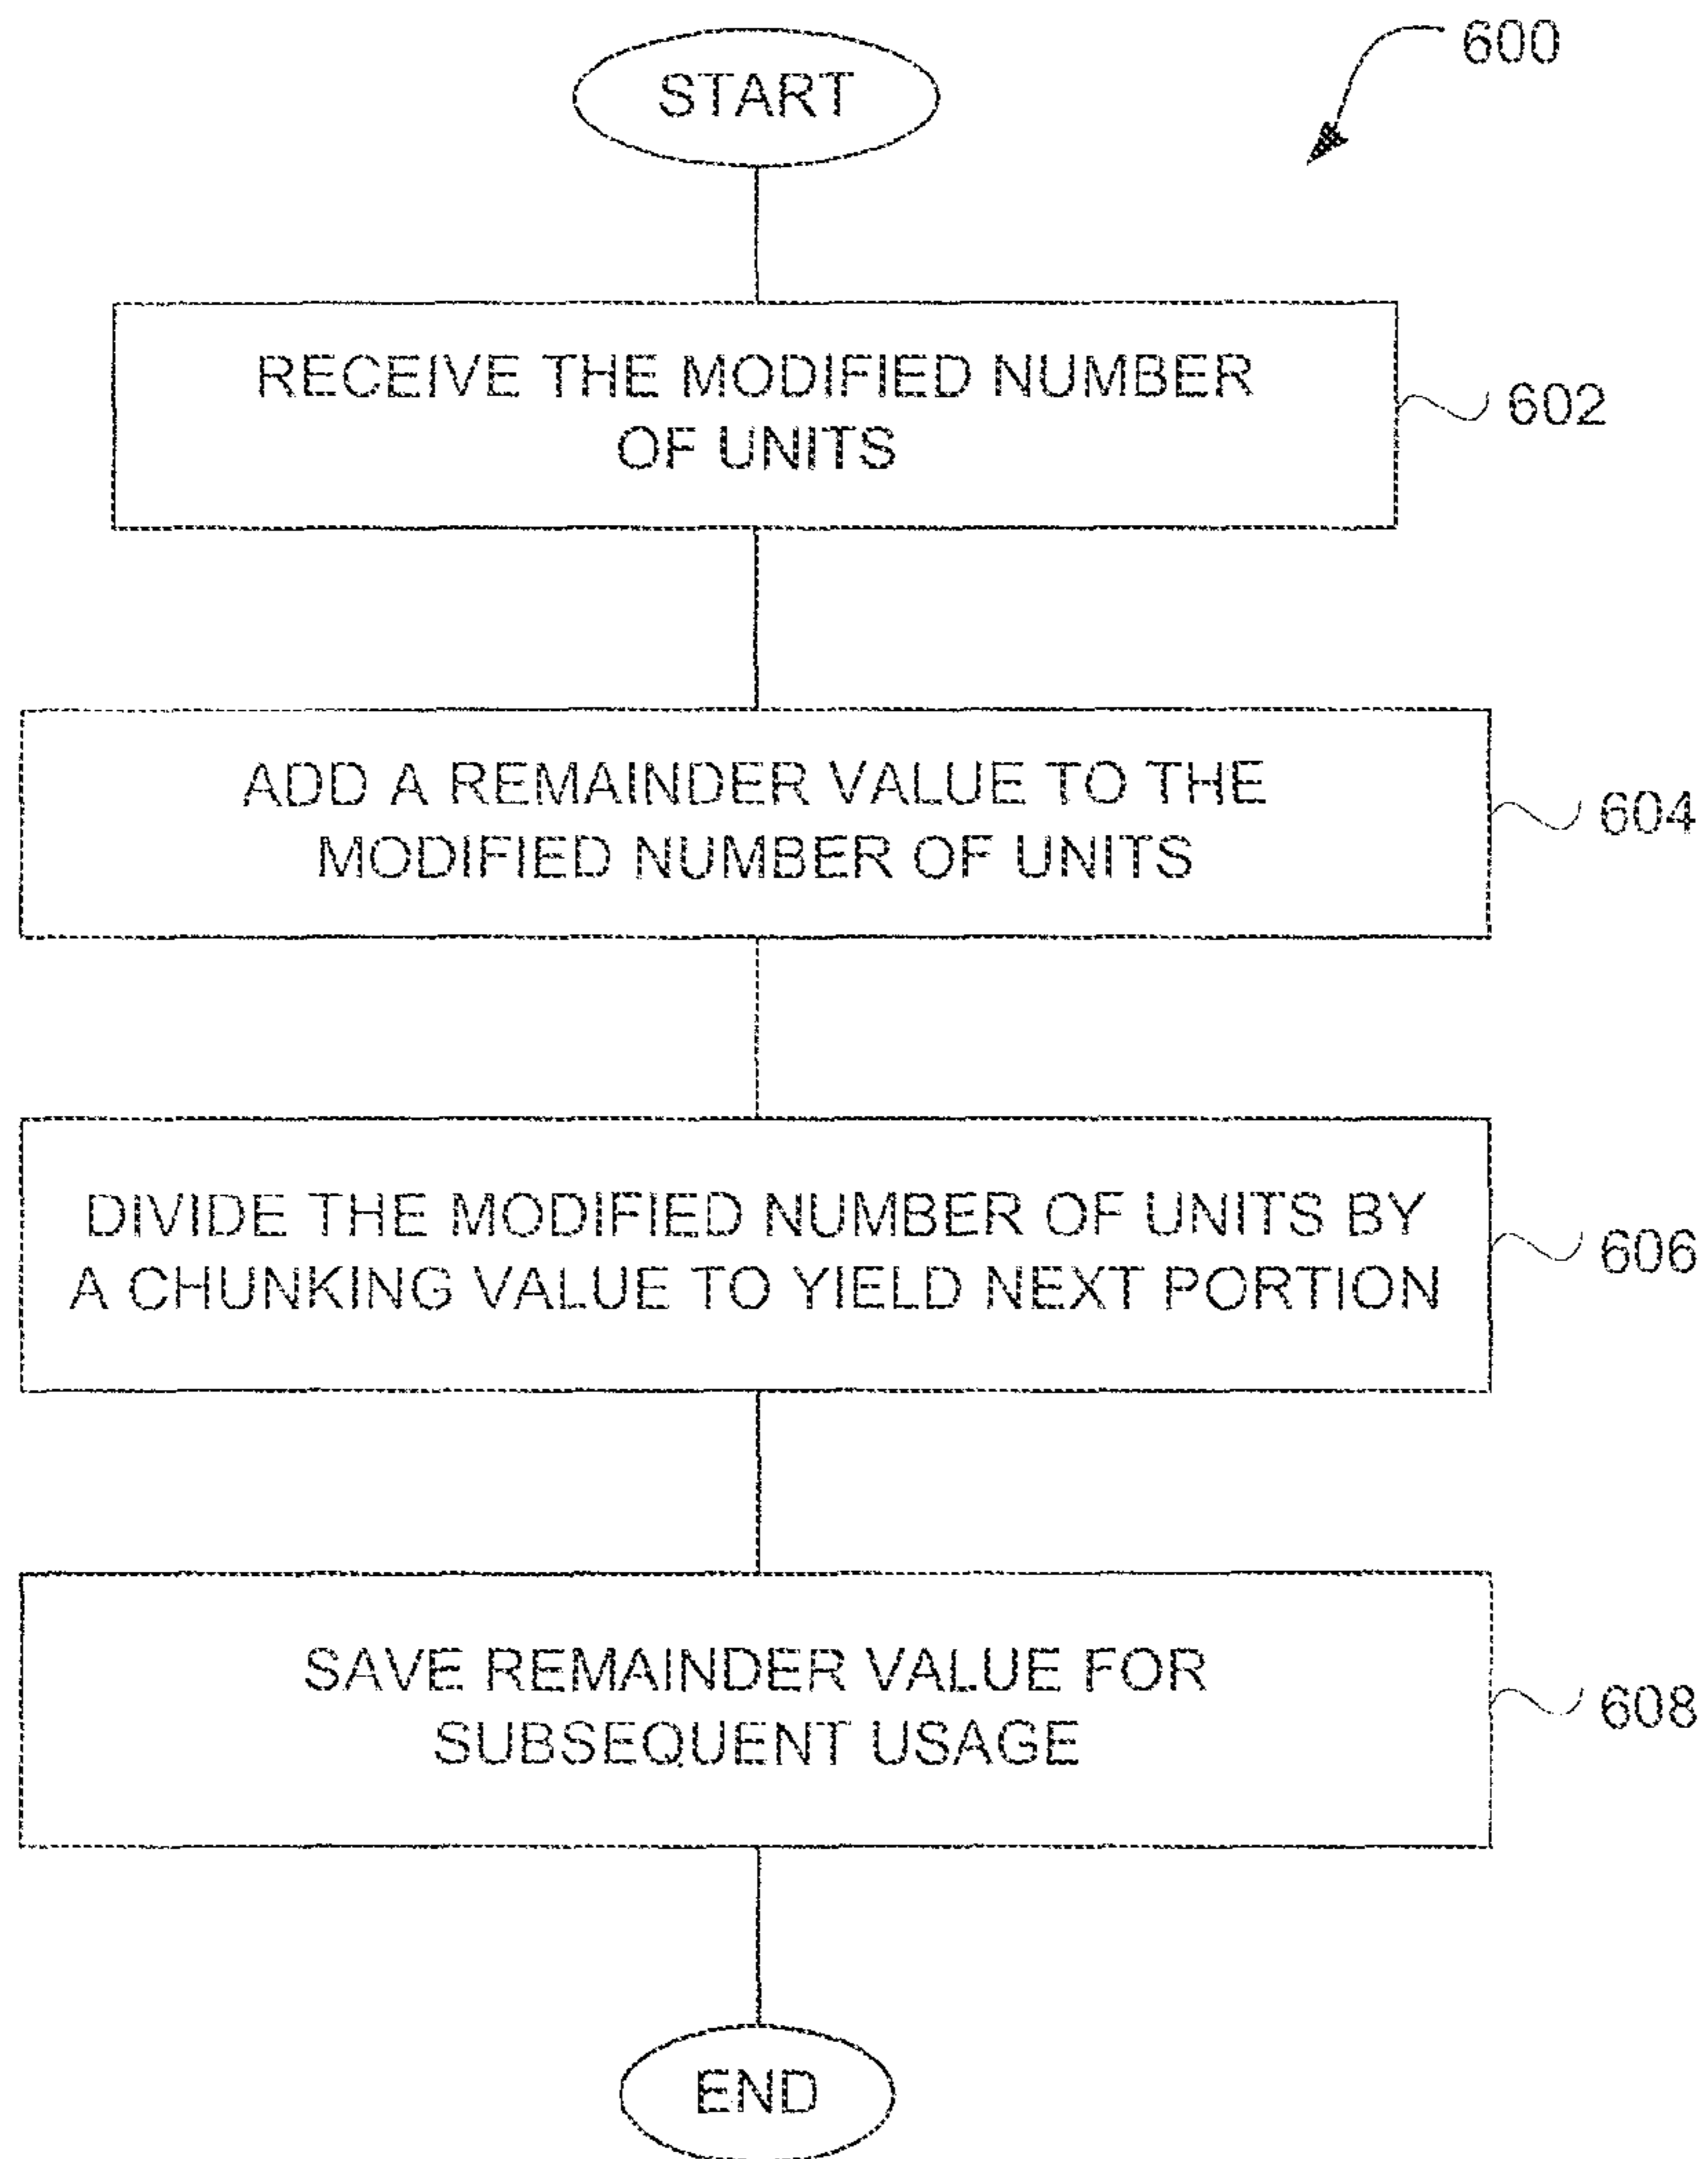 600
START
RECEIVE THE MODIFIED NUMBER
OF UNITS
602
ADD A REMAINDER VALUE TO THE
MODIFIED NUMBER OF UNITS
604
DIVIDE THE MODIFIED NUMBER OF UNITS BY
A CHUNKING VALUE TO YIELD NEXT PORTION
606
SAVE REMAINDER VALUE FOR
SUBSEQUENT USAGE
608
END